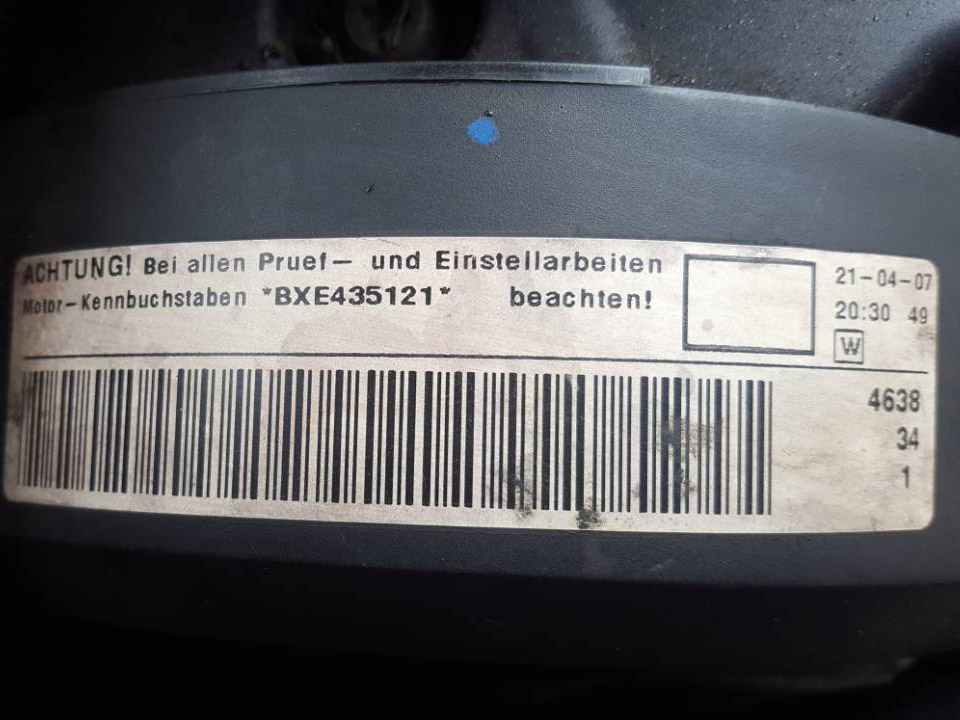 ACHTUNG! Bei allen Pruef- und Einstellarbeiten
Motor-Kennbuchstaben *BXE435121* beachten!
21-04-07
20:30 49
W
4638
34
1